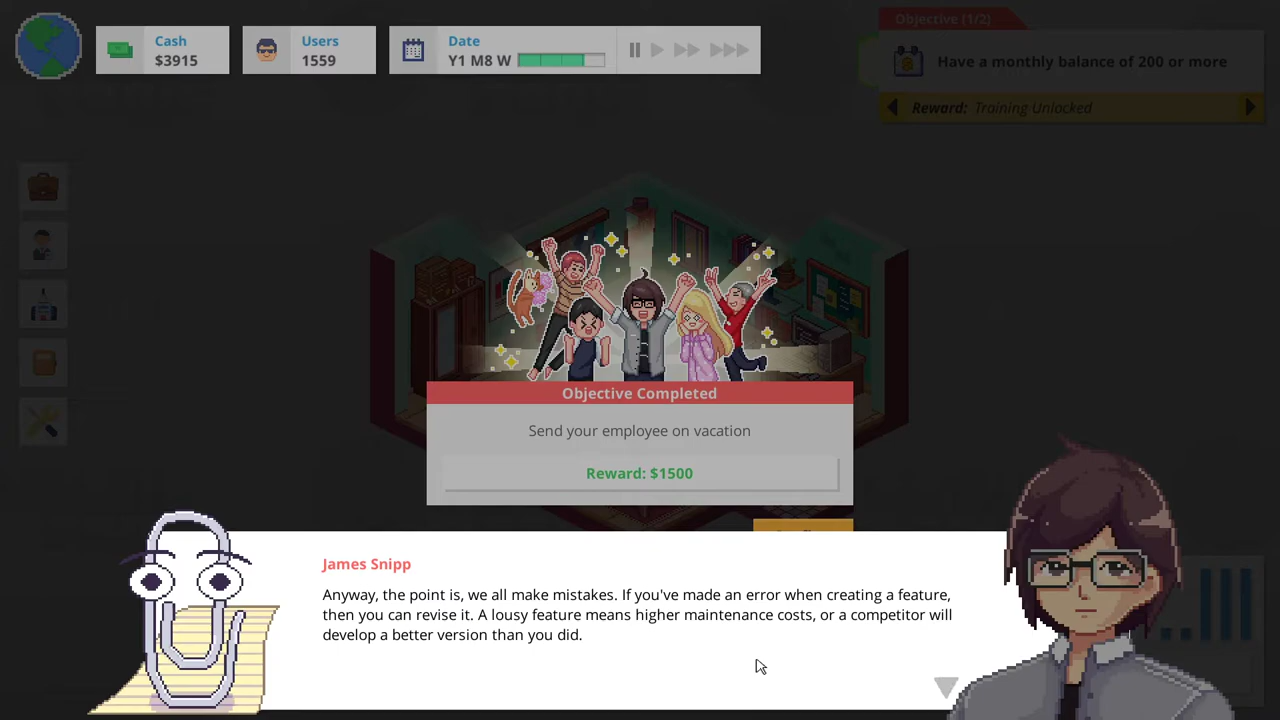 Cash
$3915
Users
1559
Date
Y1 M8 W
Objective (1/2)
Have a monthly balance of 200 or more
Reward: Training Unlocked
Objective Completed
Send your employee on vacation
Reward: $1500
James Snipp
Anyway, the point is, we all make mistakes. If you've made an error when creating a feature,
then you can revise it. A lousy feature means higher maintenance costs, or a competitor will
develop a better version than you did.